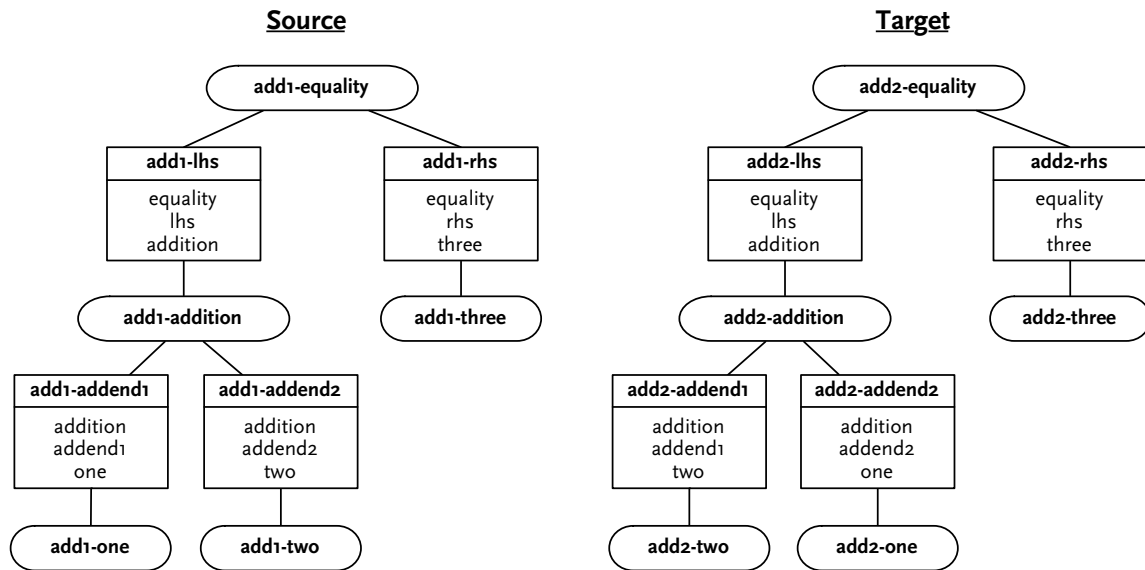 Source
add1-equality
add1-lhs
equality
lhs
addition
add1-rhs
equality
rhs
three
add1-addition
add1-three
add1-addend1
addition
addend1
one
add1-addend2
addition
addend2
two
add1-one
add1-two
Target
add2-equality
add2-lhs
equality
lhs
addition
add2-rhs
equality
rhs
three
add2-addition
add2-three
add2-addend1
addition
addend1
two
add2-addend2
addition
addend2
one
add2-two
add2-one